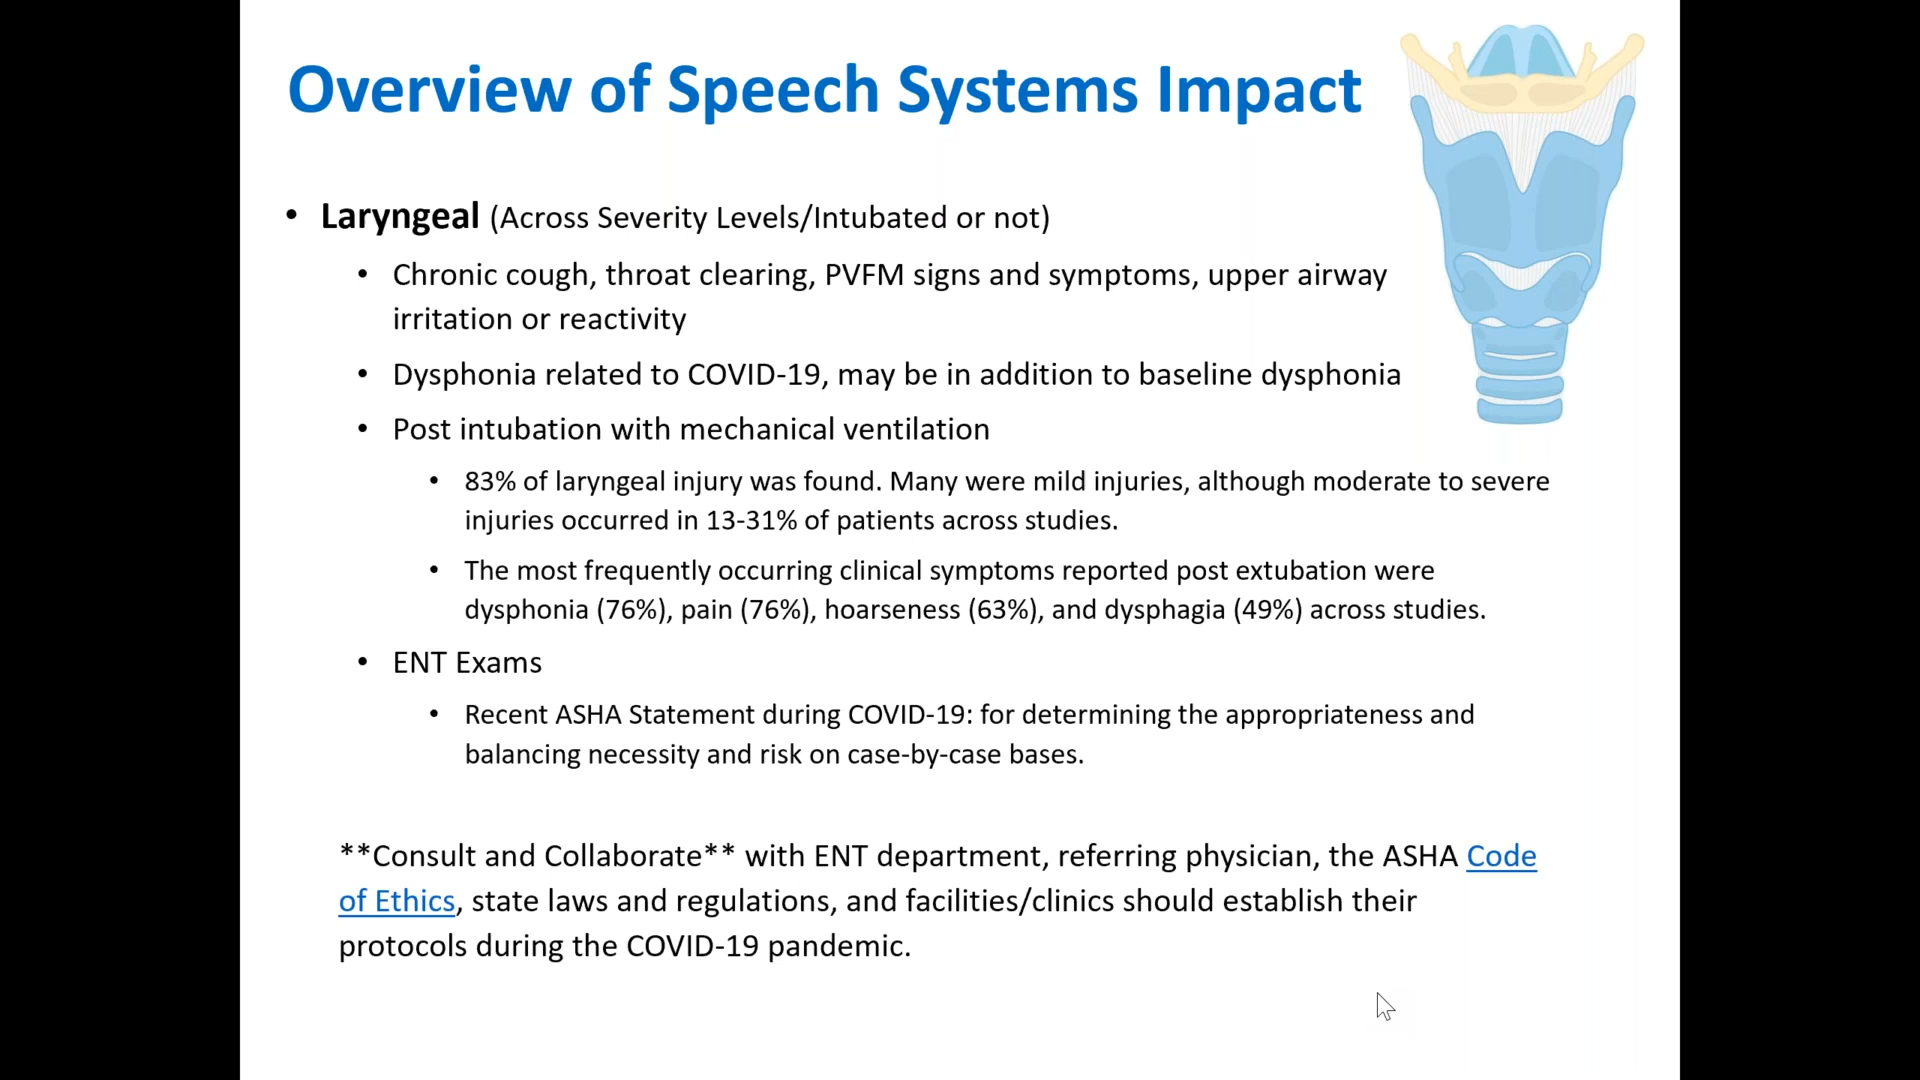 Overview of Speech Systems Impact
• Laryngeal (Across Severity Levels/Intubated or not)
• Chronic cough, throat clearing, PVFM signs and symptoms, upper airway
irritation or reactivity
• Dysphonia related to COVID-19, may be in addition to baseline dysphonia
• Post intubation with mechanical ventilation
• 83% of laryngeal injury was found. Many were mild injuries, although moderate to severe
injuries occurred in 13-31% of patients across studies.
• The most frequently occurring clinical symptoms reported post extubation were
dysphonia (76%), pain (76%), hoarseness (63%), and dysphagia (49%) across studies.
• ENT Exams
• Recent ASHA Statement during COVID-19: for determining the appropriateness and
balancing necessity and risk on case-by-case bases.
**Consult and Collaborate** with ENT department, referring physician, the ASHA Code
of Ethics, state laws and regulations, and facilities/clinics should establish their
protocols during the COVID-19 pandemic.